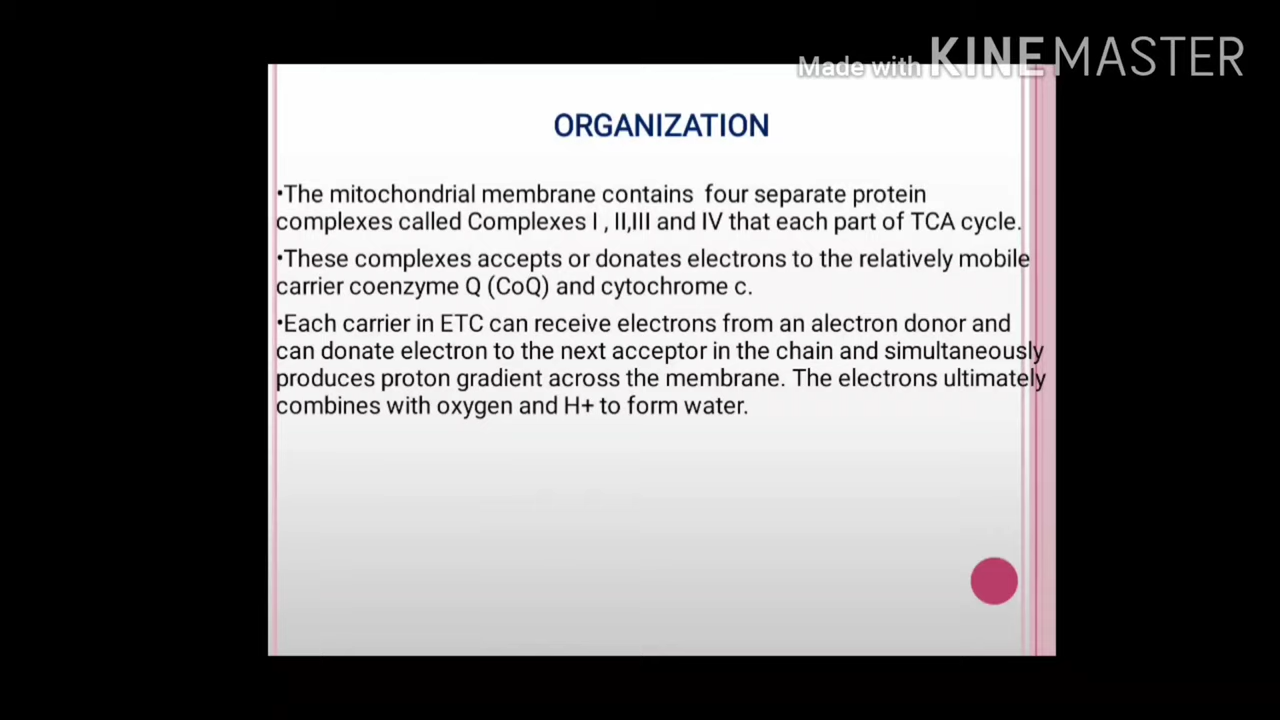 Made with KINEMASTER
ORGANIZATION
•The mitochondrial membrane contains  four separate protein
complexes called Complexes I , II,III and IV that each part of TCA cycle.
•These complexes accepts or donates electrons to the relatively mobile
carrier coenzyme Q (CoQ) and cytochrome c.
•Each carrier in ETC can receive electrons from an alectron donor and
can donate electron to the next acceptor in the chain and simultaneously
produces proton gradient across the membrane. The electrons ultimately
combines with oxygen and H+ to form water.